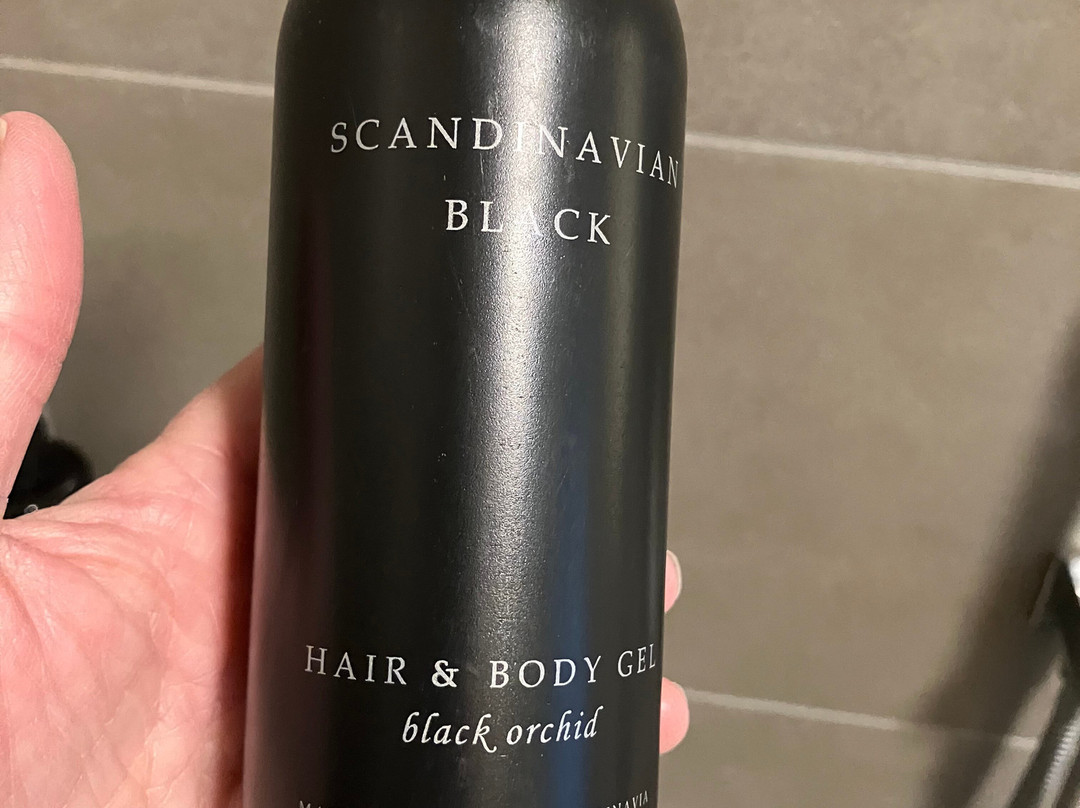 SCANDINAVIAN
BLACK
HAIR & BODY GEL
black orchid